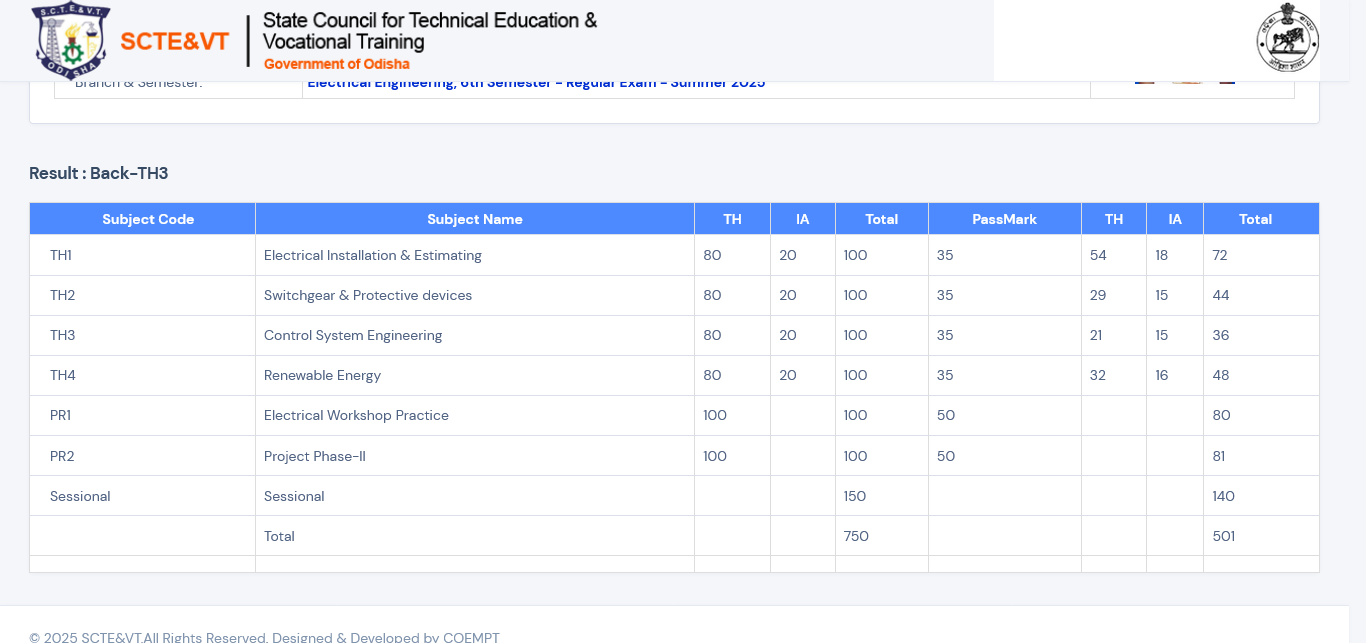 S.C.T.E.&V.T.
ODISHA
SCTE&VT
State Council for Technical Education &
Vocational Training
Government of Odisha
Branch & Semester: Electrical Engineering, 6th Semester - Regular Exam - Summer 2025
Result : Back-TH3
Subject Code Subject Name TH IA Total PassMark TH IA Total
TH1 Electrical Installation & Estimating 80 20 100 35 54 18 72
TH2 Switchgear & Protective devices 80 20 100 35 29 15 44
TH3 Control System Engineering 80 20 100 35 21 15 36
TH4 Renewable Energy 80 20 100 35 32 16 48
PR1 Electrical Workshop Practice 100 100 50 80
PR2 Project Phase-II 100 100 50 81
Sessional Sessional 150 140
Total 750 501
© 2025 SCTE&VT.All Rights Reserved. Designed & Developed by COEMPT